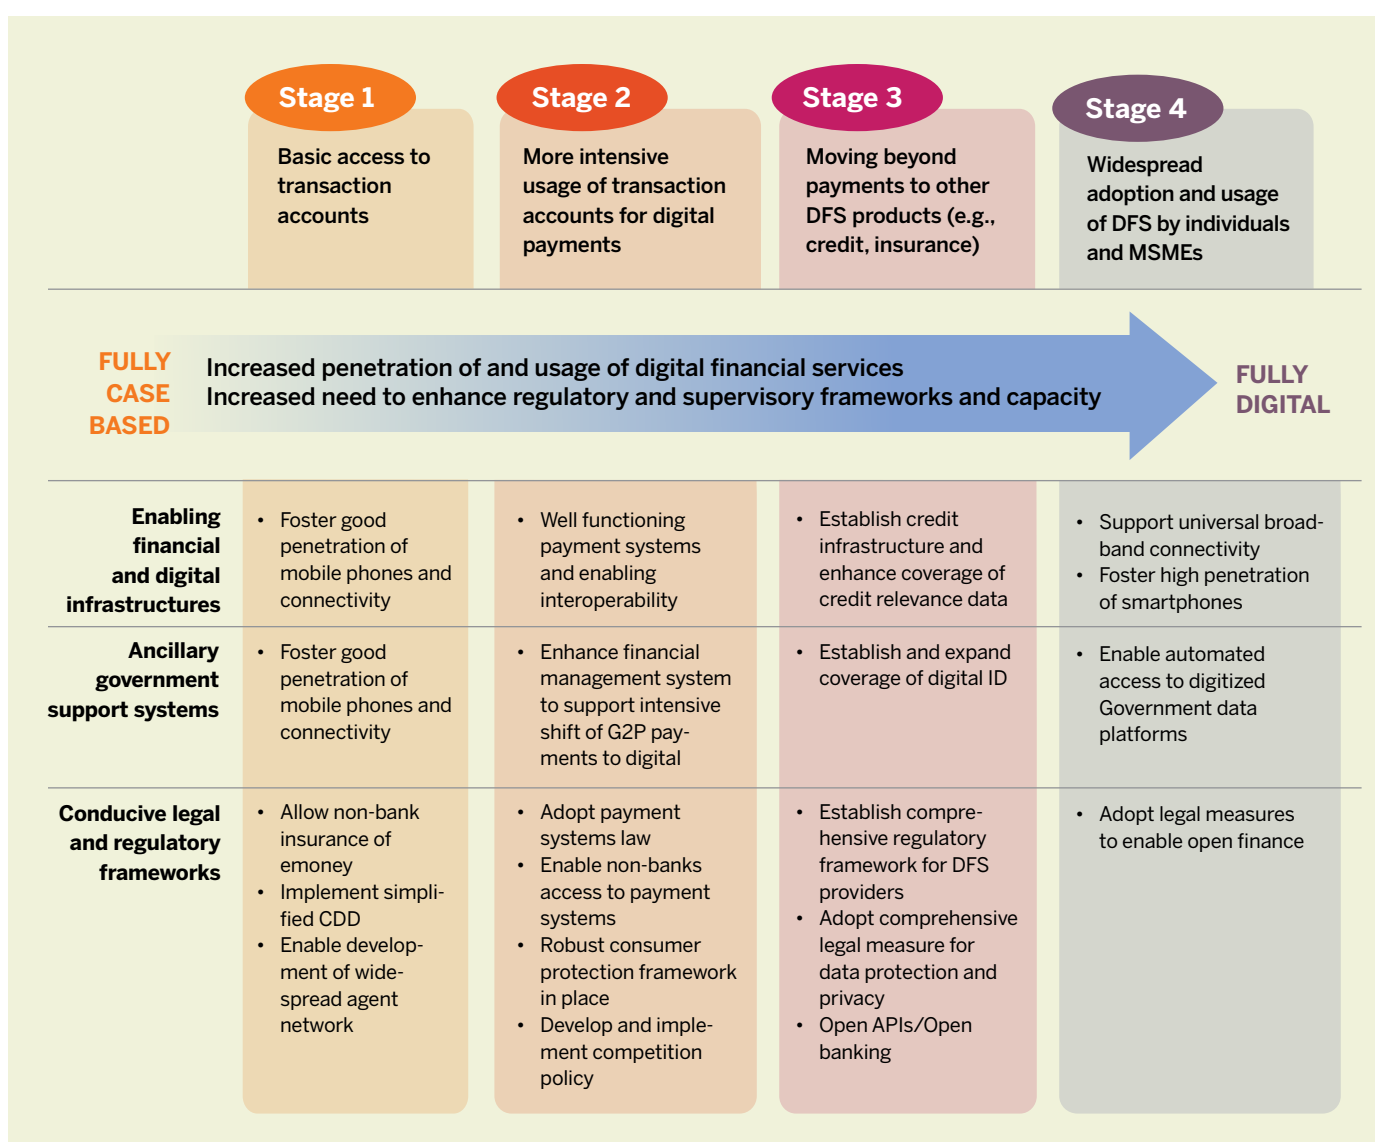 Stage 1
Basic access to
transaction
accounts
Stage 2
More intensive
usage of transaction
accounts for digital
payments
Stage 3
Moving beyond
payments to other
DFS products (e.g.,
credit, insurance)
Stage 4
Widespread
adoption and usage
of DFS by individuals
and MSMEs
FULLY
CASE
BASED
Increased penetration of and usage of digital financial services
Increased need to enhance regulatory and supervisory frameworks and capacity
FULLY
DIGITAL
Enabling
financial
and digital
infrastructures
• Foster good
penetration of
mobile phones and
connectivity
• Well functioning
payment systems
and enabling
interoperability
• Establish credit
infrastructure and
enhance coverage of
credit relevance data
• Support universal broad-
band connectivity
• Foster high penetration
of smartphones
Ancillary
government
support systems
• Foster good
penetration of
mobile phones and
connectivity
• Enhance financial
management system
to support intensive
shift of G2P pay-
ments to digital
• Establish and expand
coverage of digital ID
• Enable automated
access to digitized
Government data
platforms
Conducive legal
and regulatory
frameworks
• Allow non-bank
insurance of
emoney
• Implement simpli-
fied CDD
• Enable develop-
ment of wide-
spread agent
network
• Adopt payment
systems law
• Enable non-banks
access to payment
systems
• Robust consumer
protection framework
in place
• Develop and imple-
ment competition
policy
• Establish compre-
hensive regulatory
framework for DFS
providers
• Adopt comprehensive
legal measure for
data protection and
privacy
• Open APIs/Open
banking
• Adopt legal measures
to enable open finance